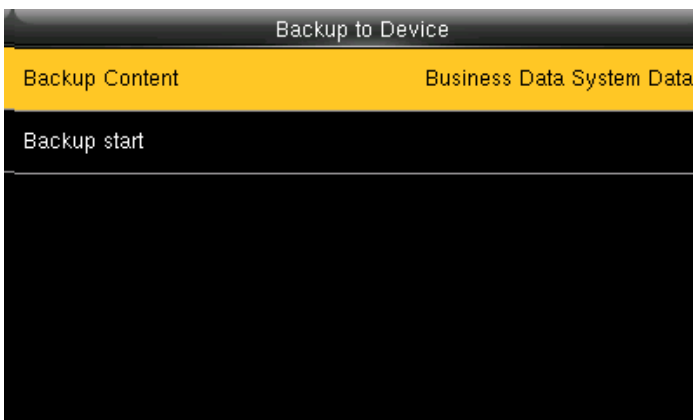 Backup to Device
Backup Content Business Data System Data
Backup start